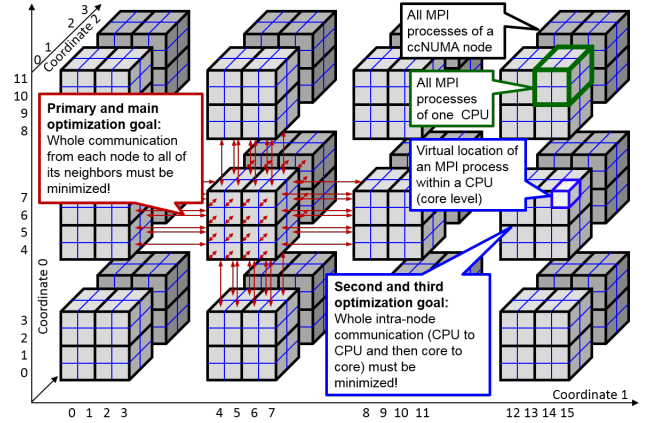 0 1 2 3
Coordinate 2
All MPI
processes of a
ccNUMA node
All MPI
processes
of one CPU
11
10
9
8
Primary and main
optimization goal:
Whole communication
from each node to all of
its neighbors must be
minimized!
Virtual location of
an MPI process
within a CPU
(core level)
7
6
5
4
Second and third
optimization goal:
Whole intra-node
communication (CPU to
CPU and then core to
core) must be
minimized!
Coordinate 0
3
2
1
0
Coordinate 1
0 1 2 3 4 5 6 7 8 9 10 11 12 13 14 15